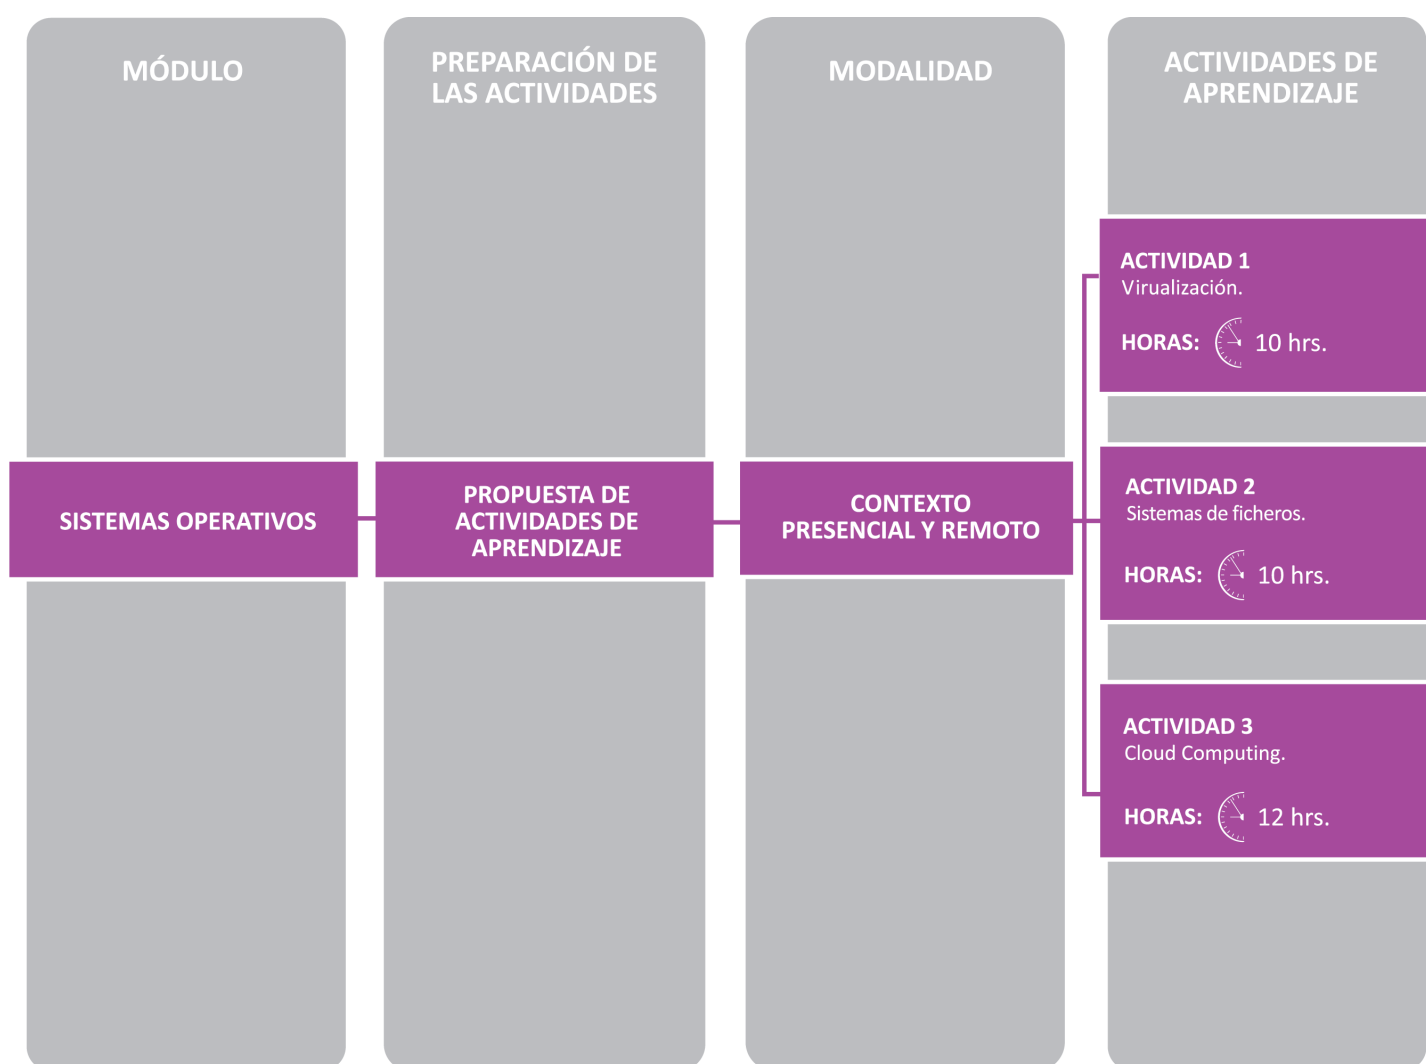 MÓDULO
PREPARACIÓN DE
LAS ACTIVIDADES
MODALIDAD
ACTIVIDADES DE
APRENDIZAJE
SISTEMAS OPERATIVOS
PROPUESTA DE
ACTIVIDADES DE
APRENDIZAJE
CONTEXTO
PRESENCIAL Y REMOTO
ACTIVIDAD 1
Virualización.
HORAS: 10 hrs.
ACTIVIDAD 2
Sistemas de ficheros.
HORAS: 10 hrs.
ACTIVIDAD 3
Cloud Computing.
HORAS: 12 hrs.